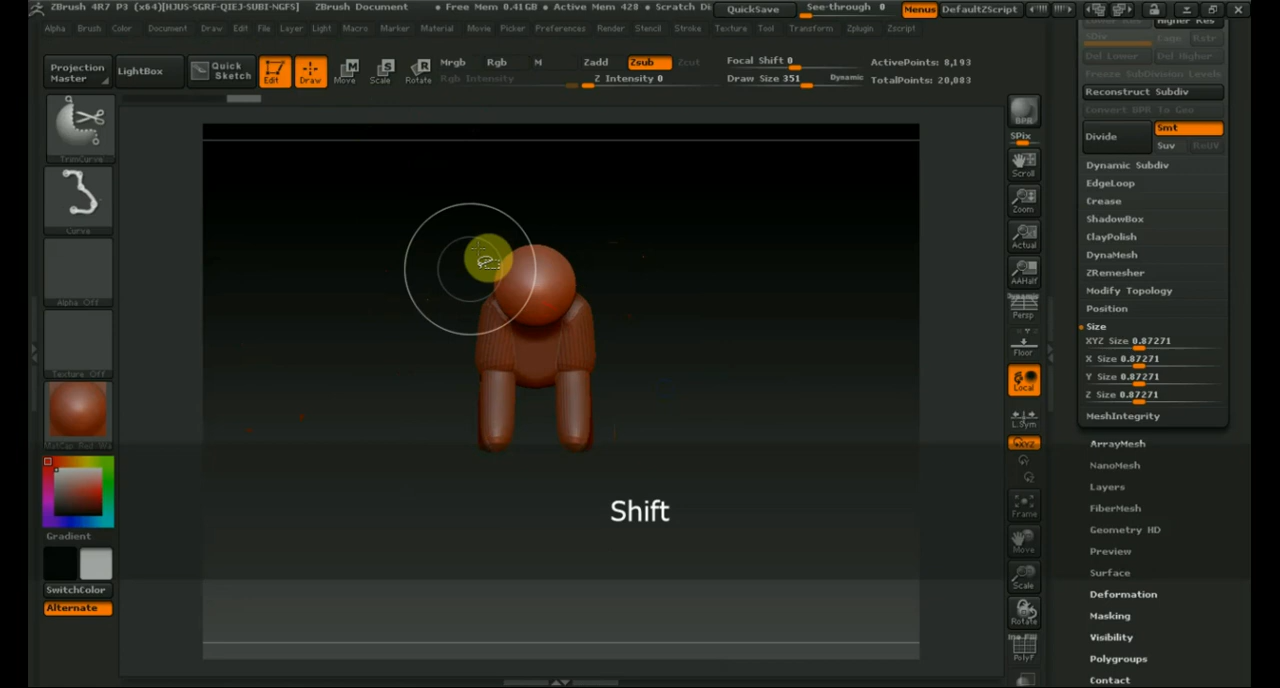 ZBrush 4R7 P3 (x64)[HJUS-SGRF-QIEJ-SUBI-NGFS] ZBrush Document • Free Mem 0.41GB • Active Mem 420 • Scratch Di QuickSave See-through 0 Menus DefaultZScript
Alpha Brush Color Document Draw Edit File Layer Light Macro Marker Material Movie Picker Preferences Render Stencil Stroke Texture Tool Transform Zplugin Zscript
Projection Master
LightBox
Quick Sketch
Edit
Draw
Move
Scale
Rotate
Mrgb Rgb M
Rgb Intensity
Zadd Zsub Zcut
Z Intensity 0
Focal Shift 0
Draw Size 351 Dynamic
ActivePoints: 8,193
TotalPoints: 20,883
TrimCurve
Curve
Alpha Off
Texture Off
Gradient
SwitchColor
Alternate
Shift
BPR
SPix
Scroll
Zoom
Actual
AAHalf
Dynamic
Persp
Floor
Local
L.Sym
Frame
Move
Scale
Rotate
PolyF
Higher Res
SDiv Cage Rstr
Del Lower Del Higher
Freeze SubDivision Levels
Reconstruct Subdiv
Convert BPR To Geo
Divide
Smt
Suv ReUV
Dynamic Subdiv
EdgeLoop
Crease
ShadowBox
ClayPolish
DynaMesh
ZRemesher
Modify Topology
Position
Size
XYZ Size 0.87271
X Size 0.87271
Y Size 0.87271
Z Size 0.87271
MeshIntegrity
ArrayMesh
NanoMesh
Layers
FiberMesh
Geometry HD
Preview
Surface
Deformation
Masking
Visibility
Polygroups
Contact